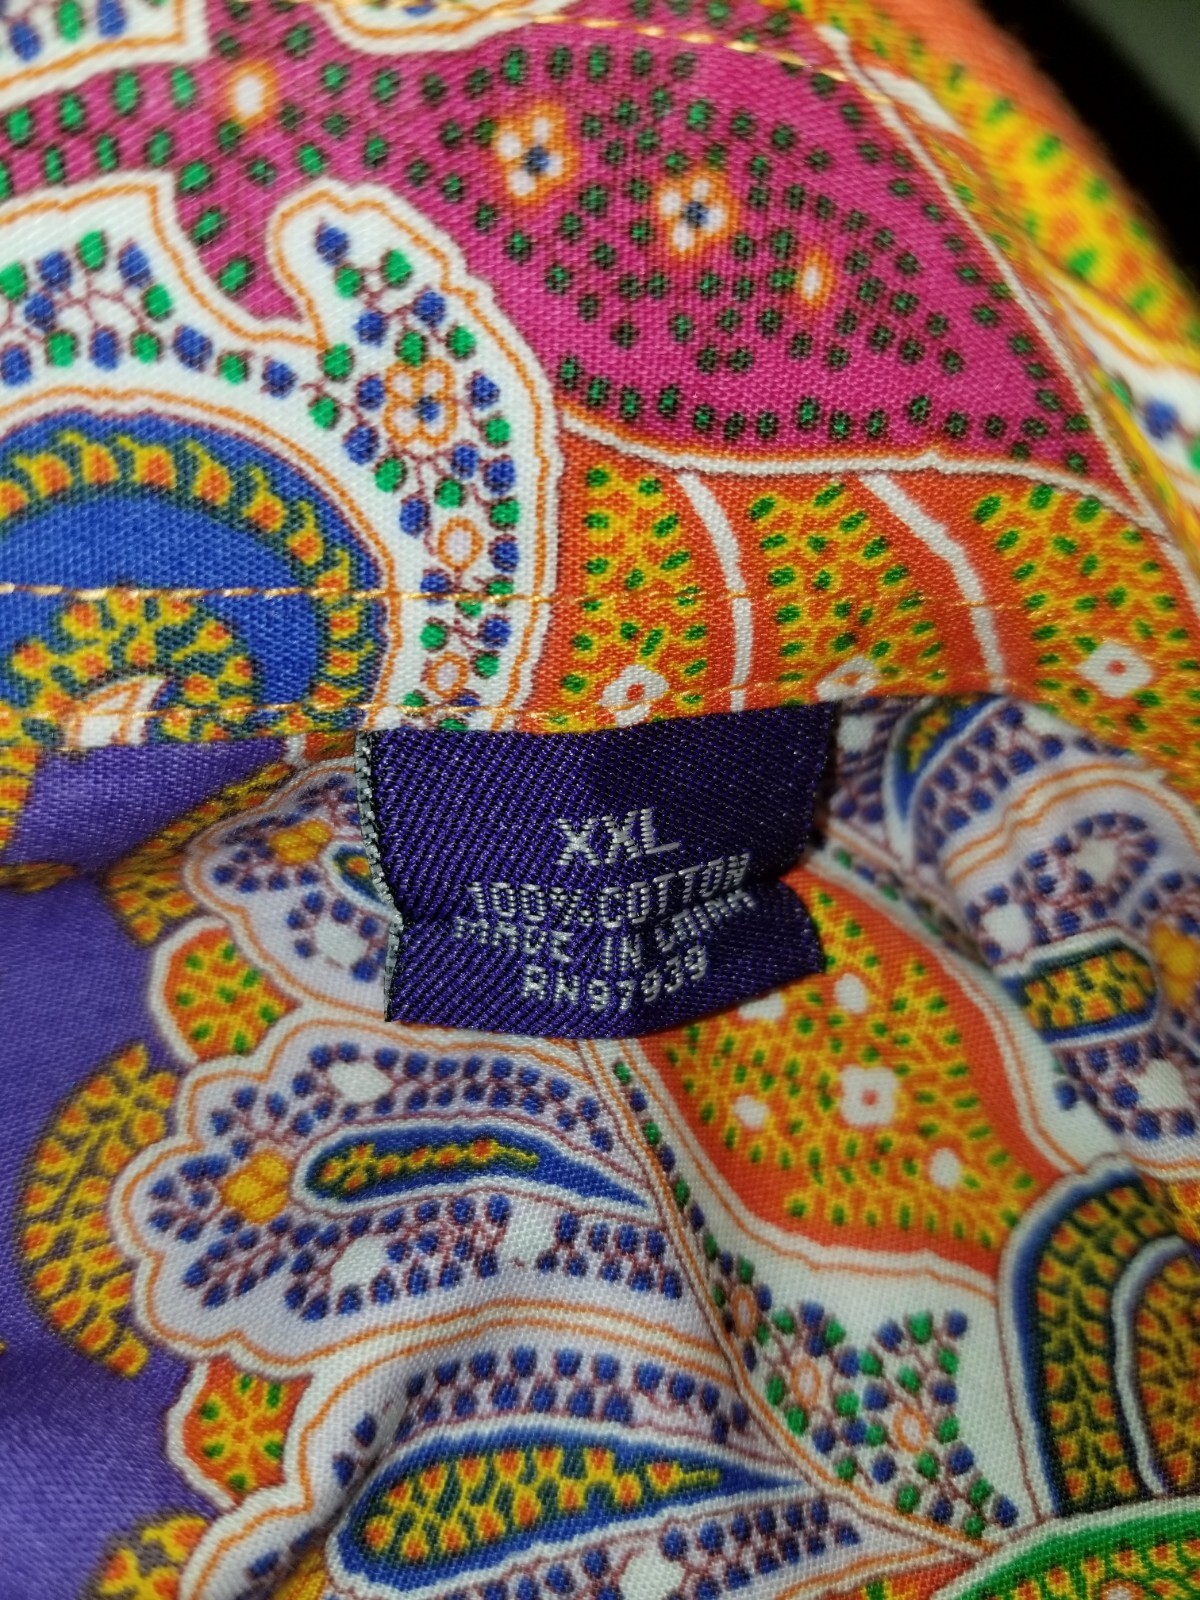 XXL
100% COTTON
MADE IN CHINA
RN97939